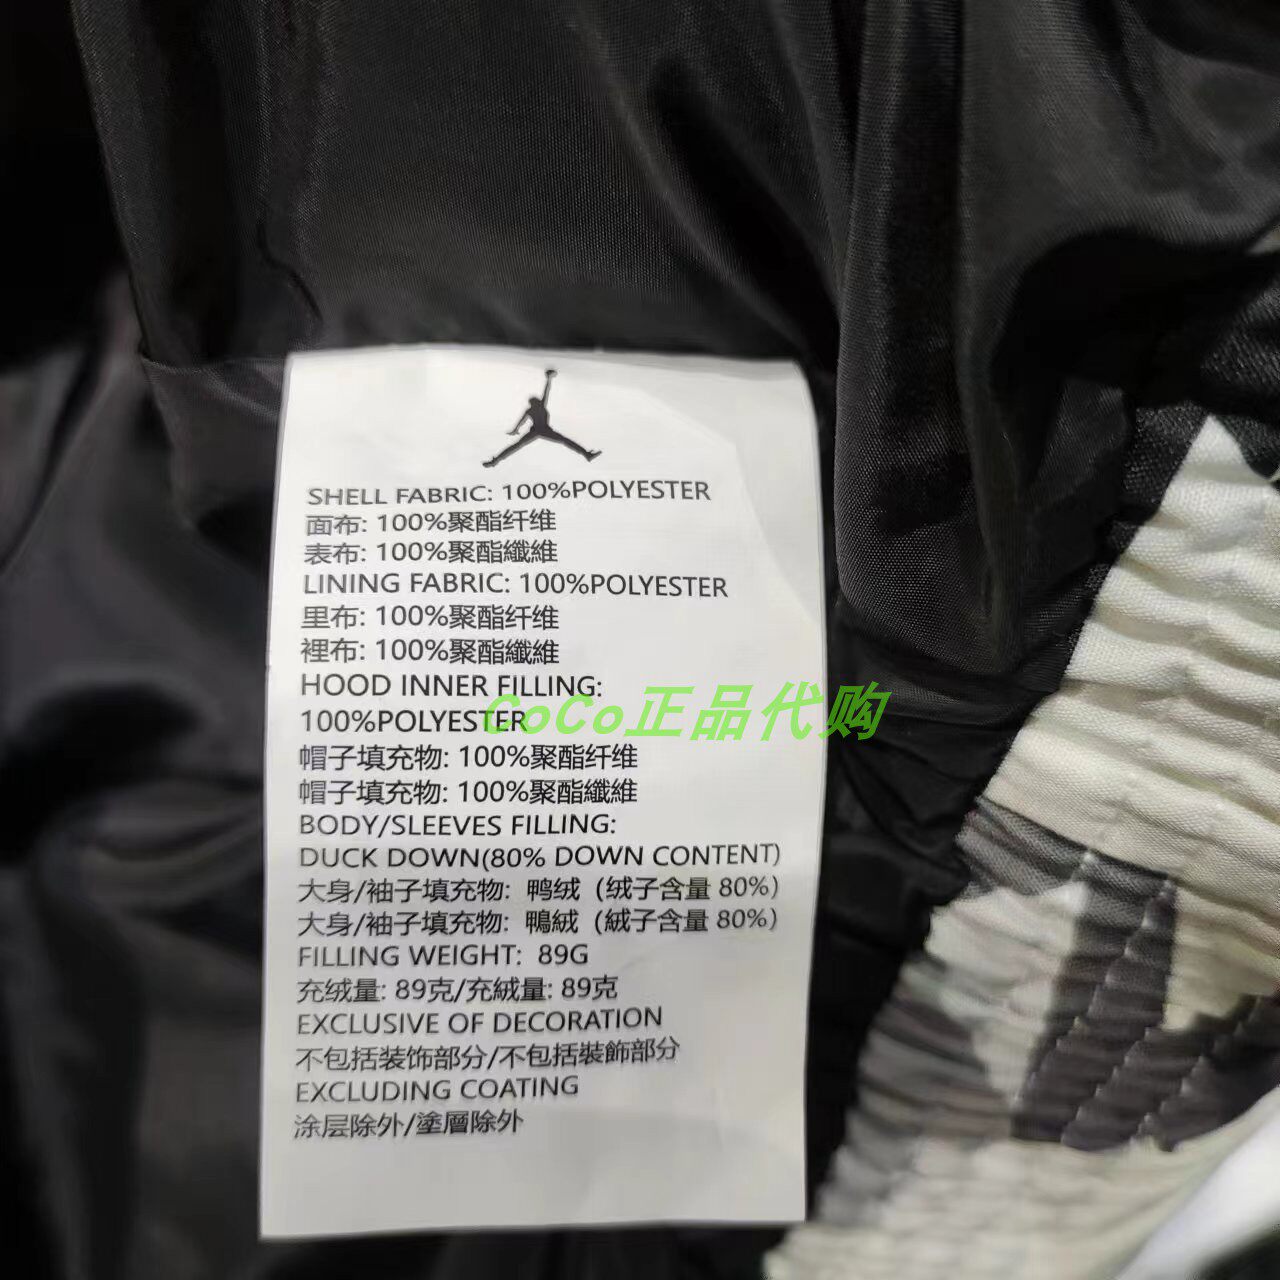 SHELL FABRIC: 100%POLYESTER
面布: 100%聚酯纤维
表布: 100%聚酯纖維
LINING FABRIC: 100%POLYESTER
里布: 100%聚酯纤维
裡布: 100%聚酯纖維
HOOD INNER FILLING:
100%POLYESTER
CoCo正品代购
帽子填充物: 100%聚酯纤维
帽子填充物: 100%聚酯纖維
BODY/SLEEVES FILLING:
DUCK DOWN(80% DOWN CONTENT)
大身/袖子填充物: 鸭绒（绒子含量 80%）
大身/袖子填充物: 鴨絨（絨子含量 80%）
FILLING WEIGHT: 89G
充绒量: 89克/充絨量: 89克
EXCLUSIVE OF DECORATION
不包括装饰部分/不包括裝飾部分
EXCLUDING COATING
涂层除外/塗層除外